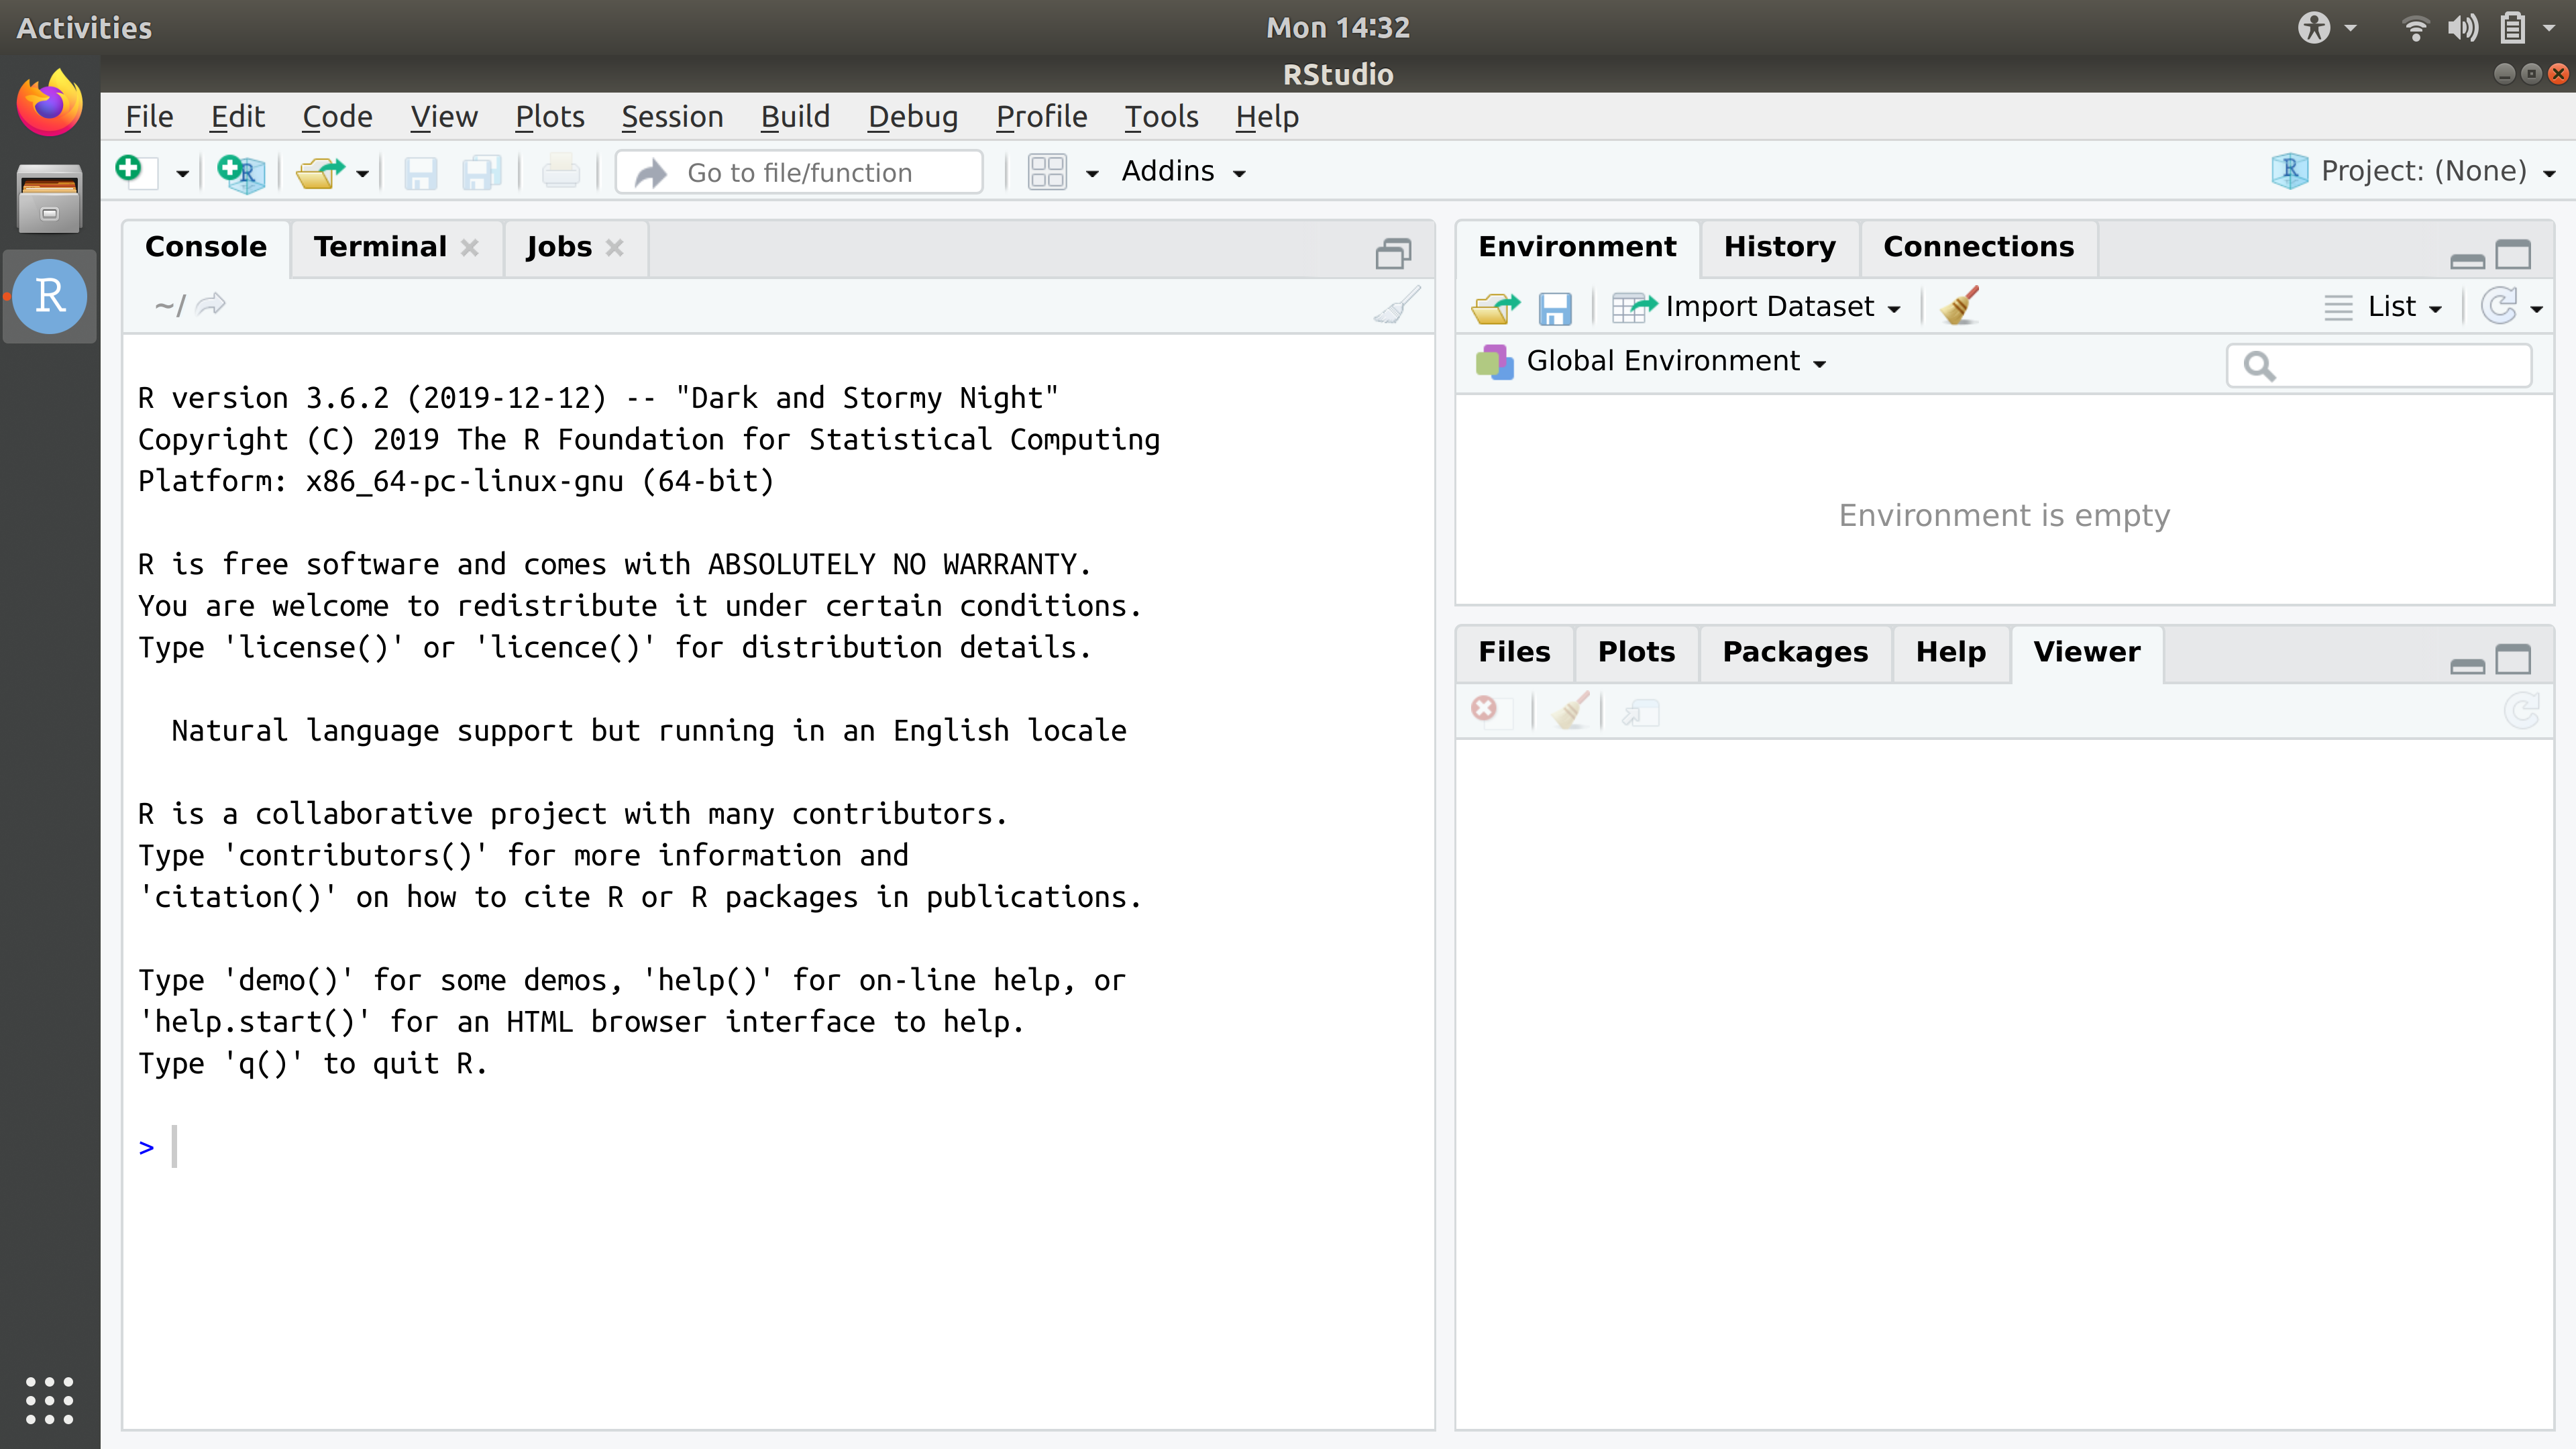 Activities
Mon 14:32
RStudio
File Edit Code View Plots Session Build Debug Profile Tools Help
Go to file/function
Addins
Project: (None)
Console Terminal Jobs
~/
R version 3.6.2 (2019-12-12) -- "Dark and Stormy Night"
Copyright (C) 2019 The R Foundation for Statistical Computing
Platform: x86_64-pc-linux-gnu (64-bit)
R is free software and comes with ABSOLUTELY NO WARRANTY.
You are welcome to redistribute it under certain conditions.
Type 'license()' or 'licence()' for distribution details.
Natural language support but running in an English locale
R is a collaborative project with many contributors.
Type 'contributors()' for more information and
'citation()' on how to cite R or R packages in publications.
Type 'demo()' for some demos, 'help()' for on-line help, or
'help.start()' for an HTML browser interface to help.
Type 'q()' to quit R.
>
Environment History Connections
Import Dataset
List
Global Environment
Environment is empty
Files Plots Packages Help Viewer
R